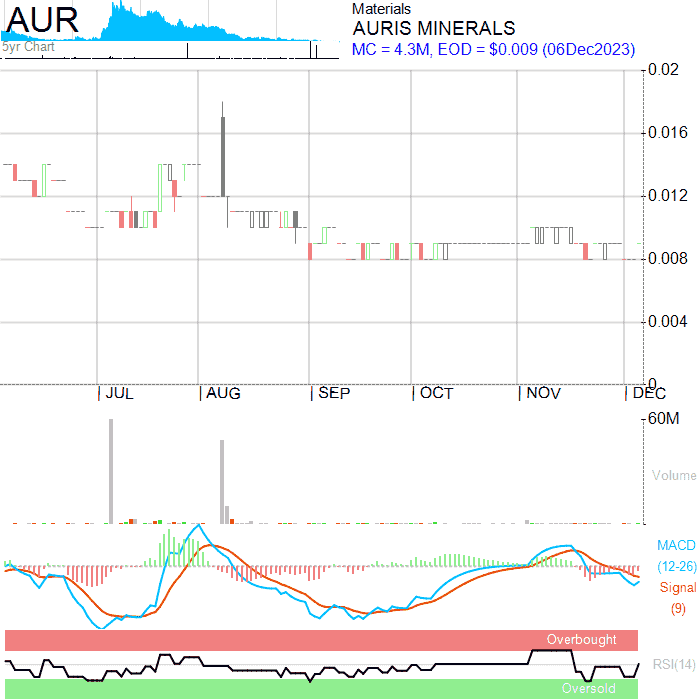 AUR
5yr Chart
Materials
AURIS MINERALS
MC = 4.3M, EOD = $0.009 (06Dec2023)
0.02
0.016
0.012
0.008
0.004
0
JUL AUG SEP OCT NOV DEC
60M
Volume
MACD
(12-26)
Signal
(9)
Overbought
RSI(14)
Oversold